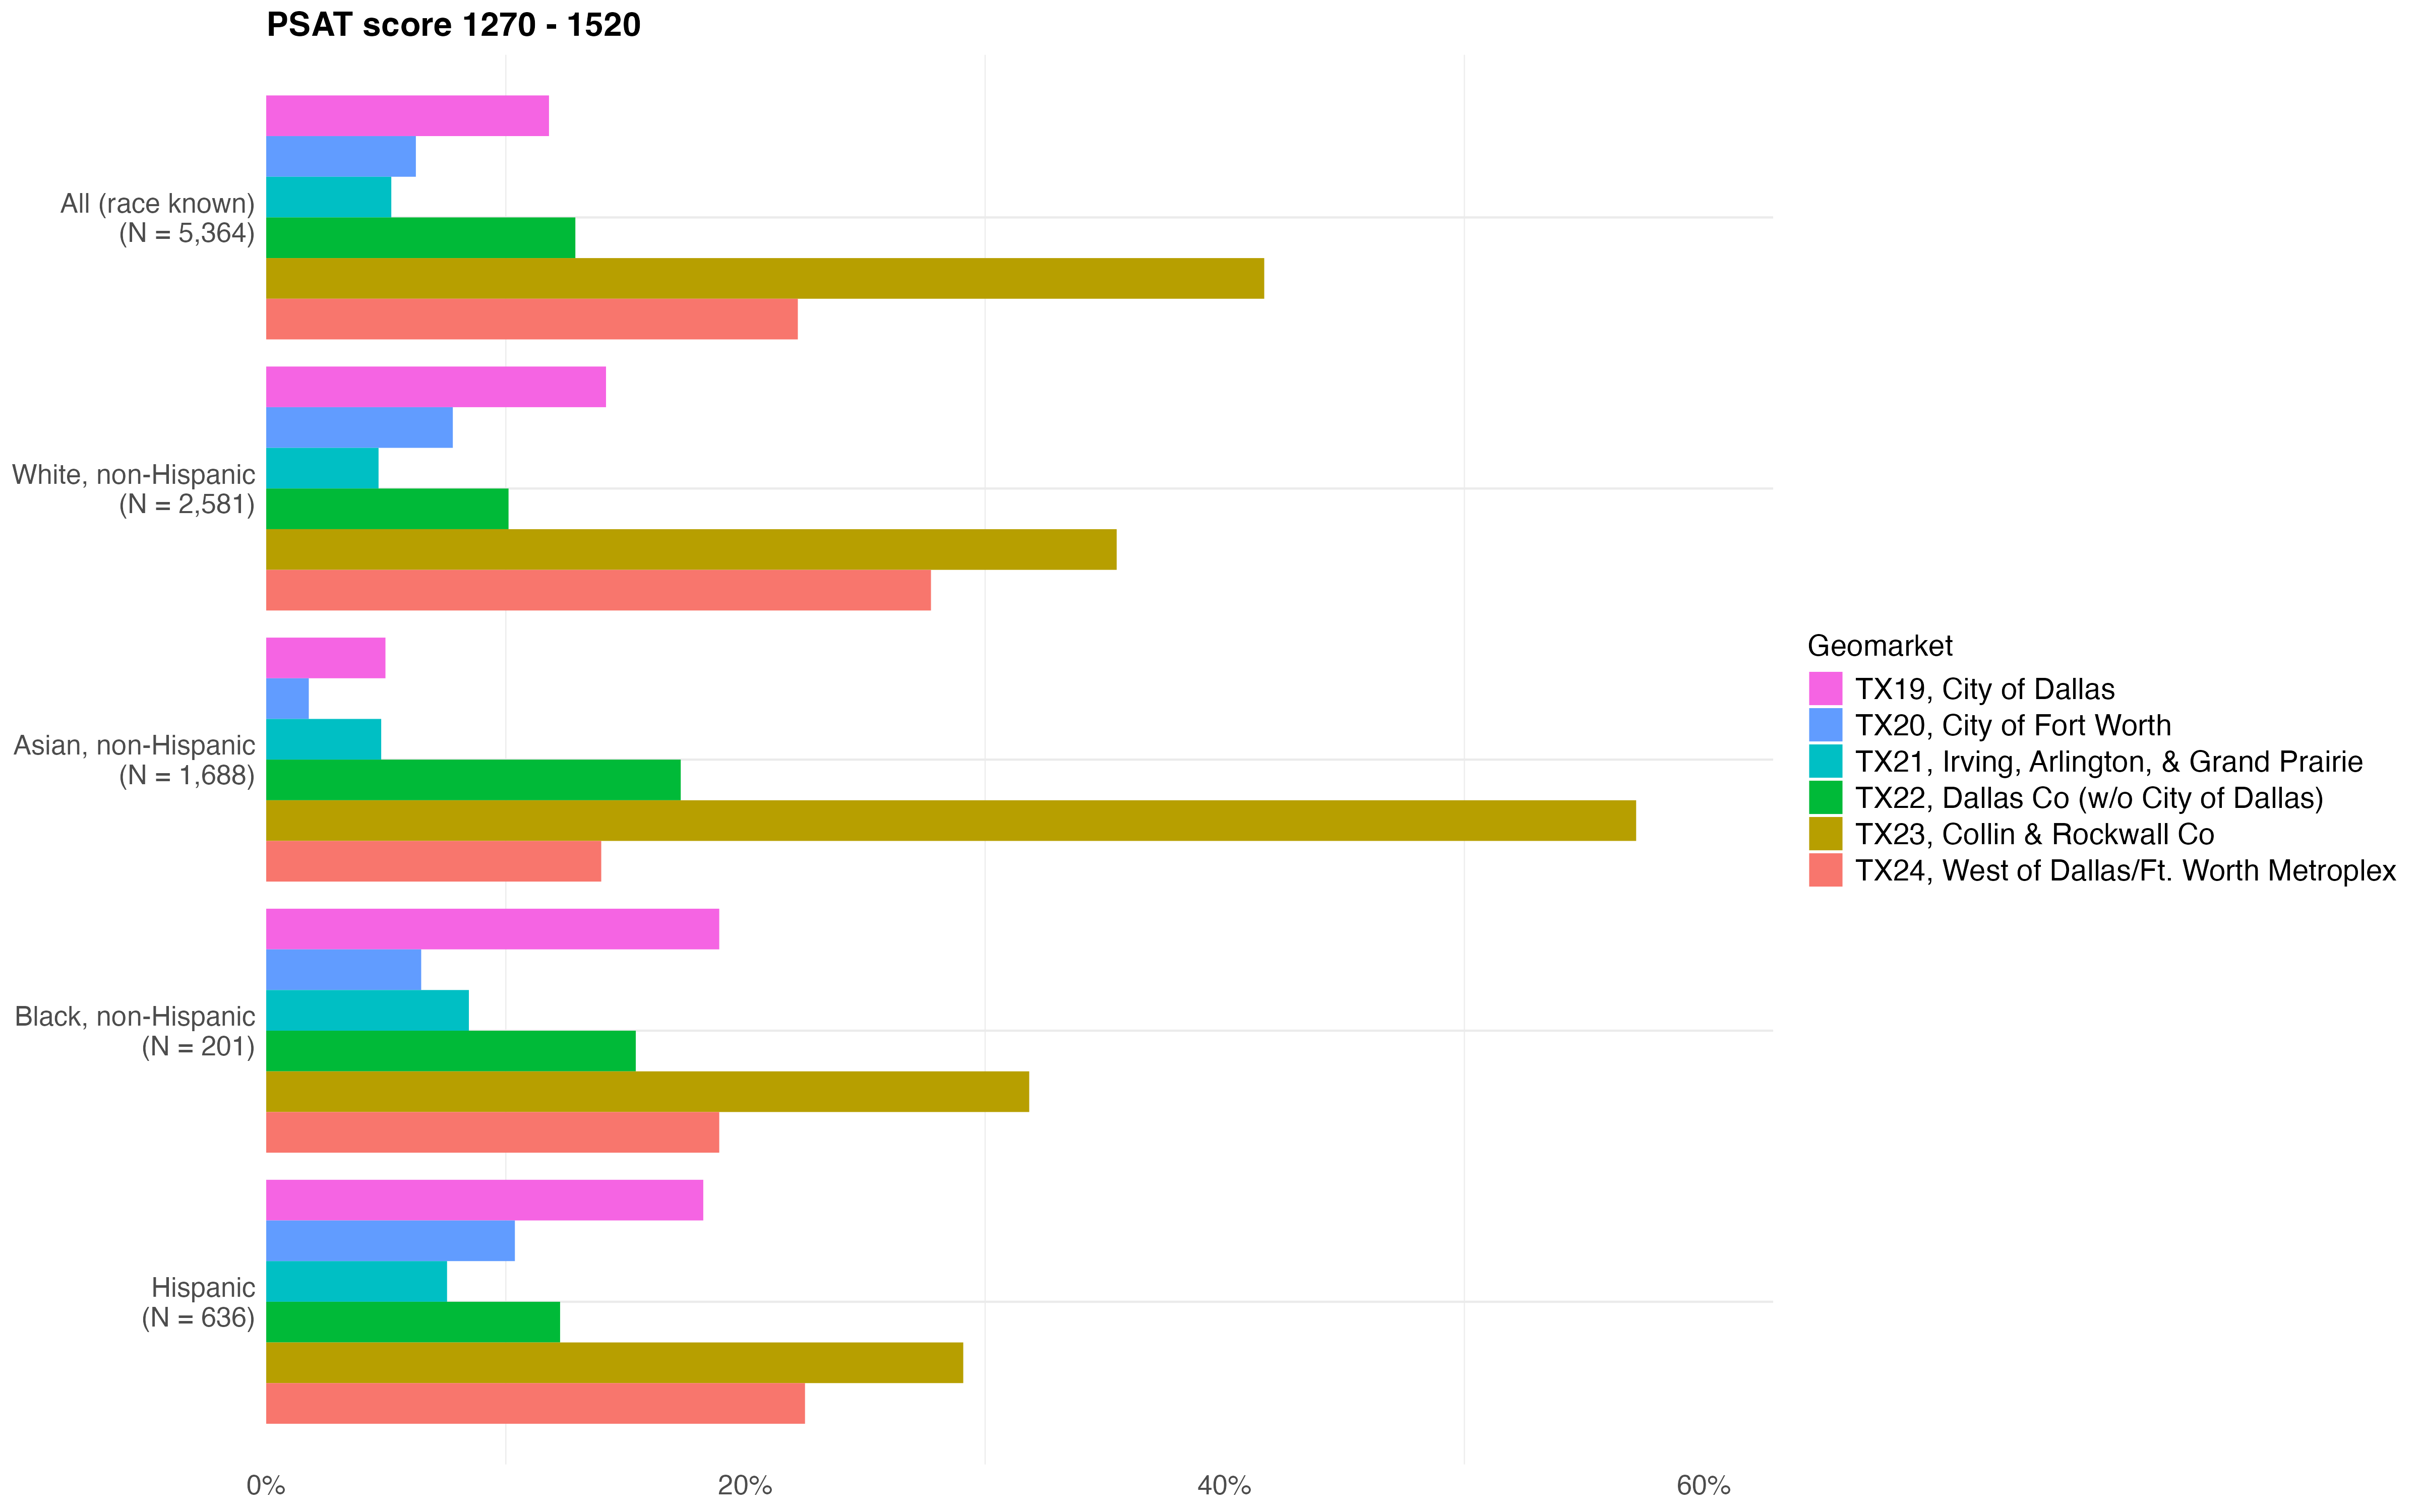 PSAT score 1270 - 1520
All (race known)
(N = 5,364)
White, non-Hispanic
(N = 2,581)
Asian, non-Hispanic
(N = 1,688)
Black, non-Hispanic
(N = 201)
Hispanic
(N = 636)
0%
20%
40%
60%
Geomarket
TX19, City of Dallas
TX20, City of Fort Worth
TX21, Irving, Arlington, & Grand Prairie
TX22, Dallas Co (w/o City of Dallas)
TX23, Collin & Rockwall Co
TX24, West of Dallas/Ft. Worth Metroplex